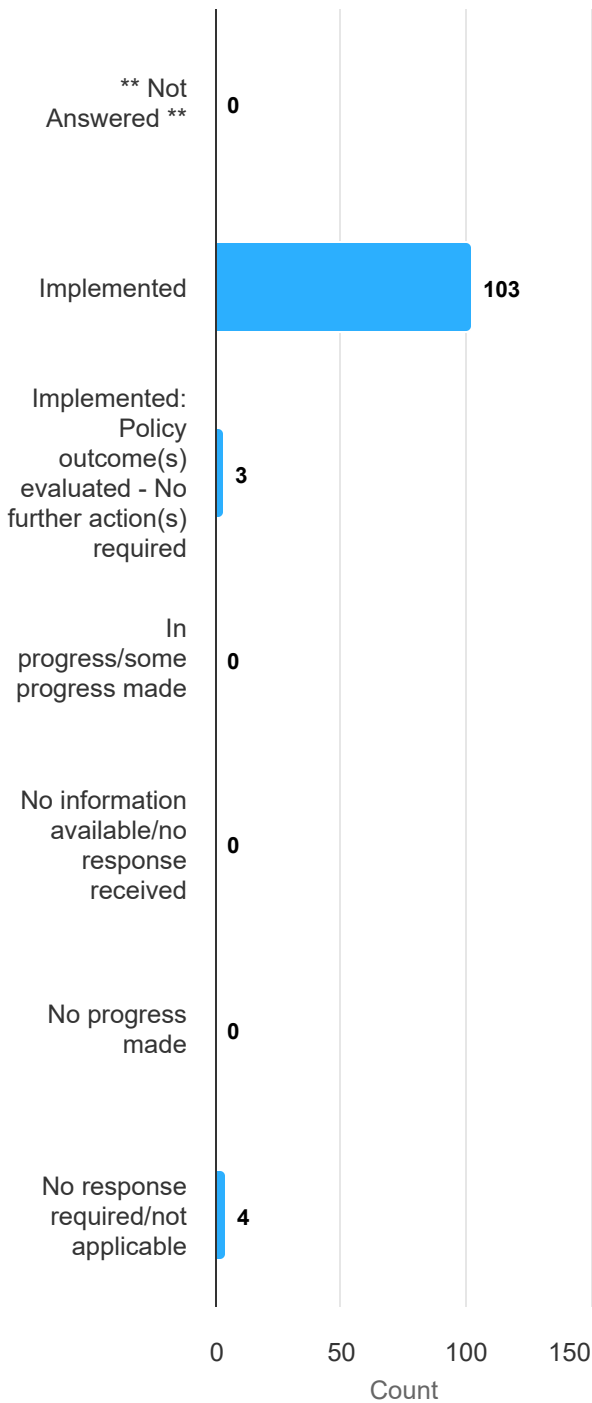 ** Not
Answered **
0
Implemented
103
Implemented:
Policy
outcome(s)
evaluated - No
further action(s)
required
3
In
progress/some
progress made
0
No information
available/no
response
received
0
No progress
made
0
No response
required/not
applicable
4
0 50 100 150
Count